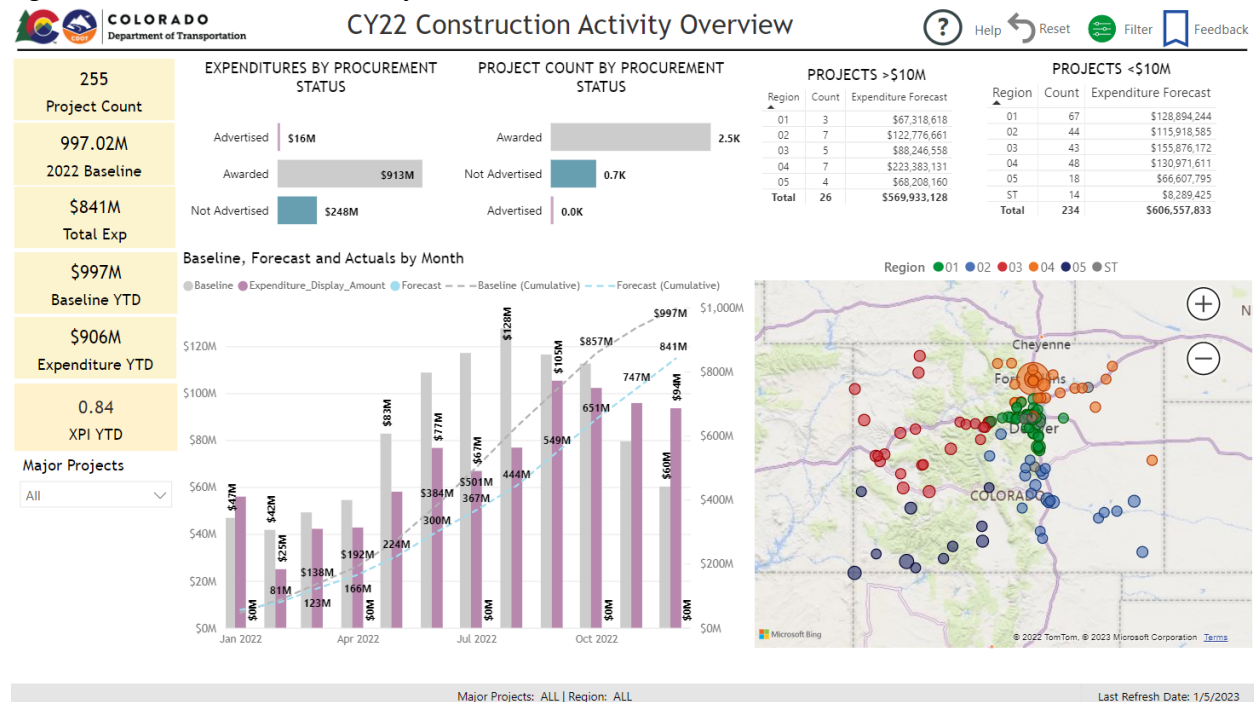 COLORADO
Department of Transportation
CDOT
CY22 Construction Activity Overview
? Help Reset Filter Feedback
255
Project Count
997.02M
2022 Baseline
$841M
Total Exp
$997M
Baseline YTD
$906M
Expenditure YTD
0.84
XPI YTD
Major Projects
All
EXPENDITURES BY PROCUREMENT
STATUS
Advertised $16M
Awarded $913M
Not Advertised $248M
PROJECT COUNT BY PROCUREMENT
STATUS
Awarded 2.5K
Not Advertised 0.7K
Advertised 0.0K
PROJECTS >$10M
Region Count Expenditure Forecast
01 3 $67,318,618
02 7 $122,776,661
03 5 $88,246,558
04 7 $223,383,131
05 4 $68,208,160
Total 26 $569,933,128
PROJECTS <$10M
Region Count Expenditure Forecast
01 67 $128,894,244
02 44 $115,918,585
03 43 $155,876,172
04 48 $130,971,611
05 18 $66,607,795
ST 14 $8,289,425
Total 234 $606,557,833
Baseline, Forecast and Actuals by Month
Baseline Expenditure_Display_Amount Forecast Baseline (Cumulative) Forecast (Cumulative)
$120M
$100M
$80M
$60M
$40M
$20M
$0M
$1,000M
$800M
$600M
$400M
$200M
$0M
$47M
$0M
$42M
$25M
81M
$138M
123M
$192M
166M
$0M
$83M
224M
$77M
$384M
300M
$67M
$501M
367M
$0M
$128M
444M
$105M
549M
$857M
651M
$0M
747M
$997M
841M
$94M
$60M
$0M
Jan 2022 Apr 2022 Jul 2022 Oct 2022
Region 01 02 03 04 05 ST
+
N
−
Cheyenne
COLORADO
Microsoft Bing
© 2022 TomTom, © 2023 Microsoft Corporation Terms
Major Projects: ALL | Region: ALL
Last Refresh Date: 1/5/2023